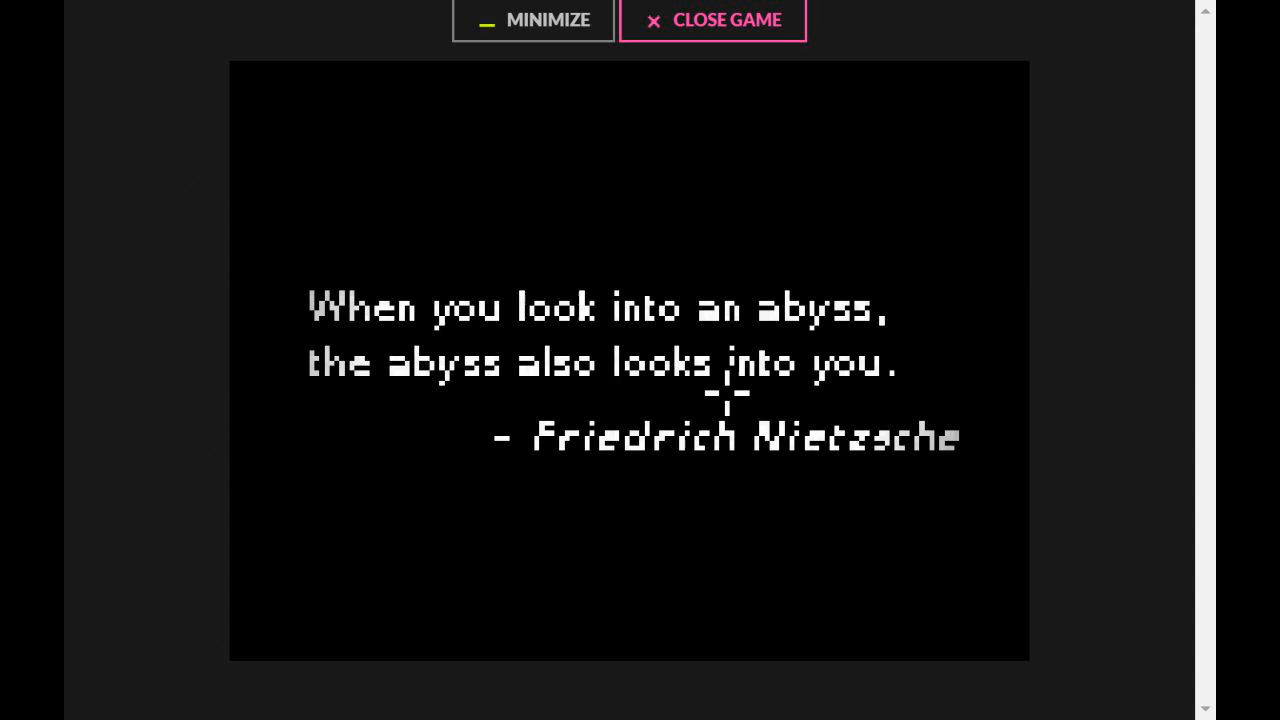 MINIMIZE
CLOSE GAME
When you look into an abyss,
the abyss also looks into you.
- Friedrich Nietzsche